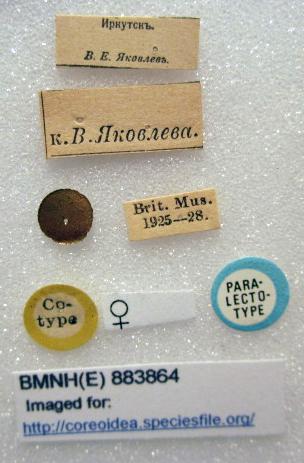 Иркутскъ.
В. Е. Яковлевъ.
к. В. Яковлева.
Brit. Mus.
1925—28.
Co-
type
♀
PARA-
LECTO-
TYPE
BMNH(E) 883864
Imaged for:
http://coreoidea.speciesfile.org/